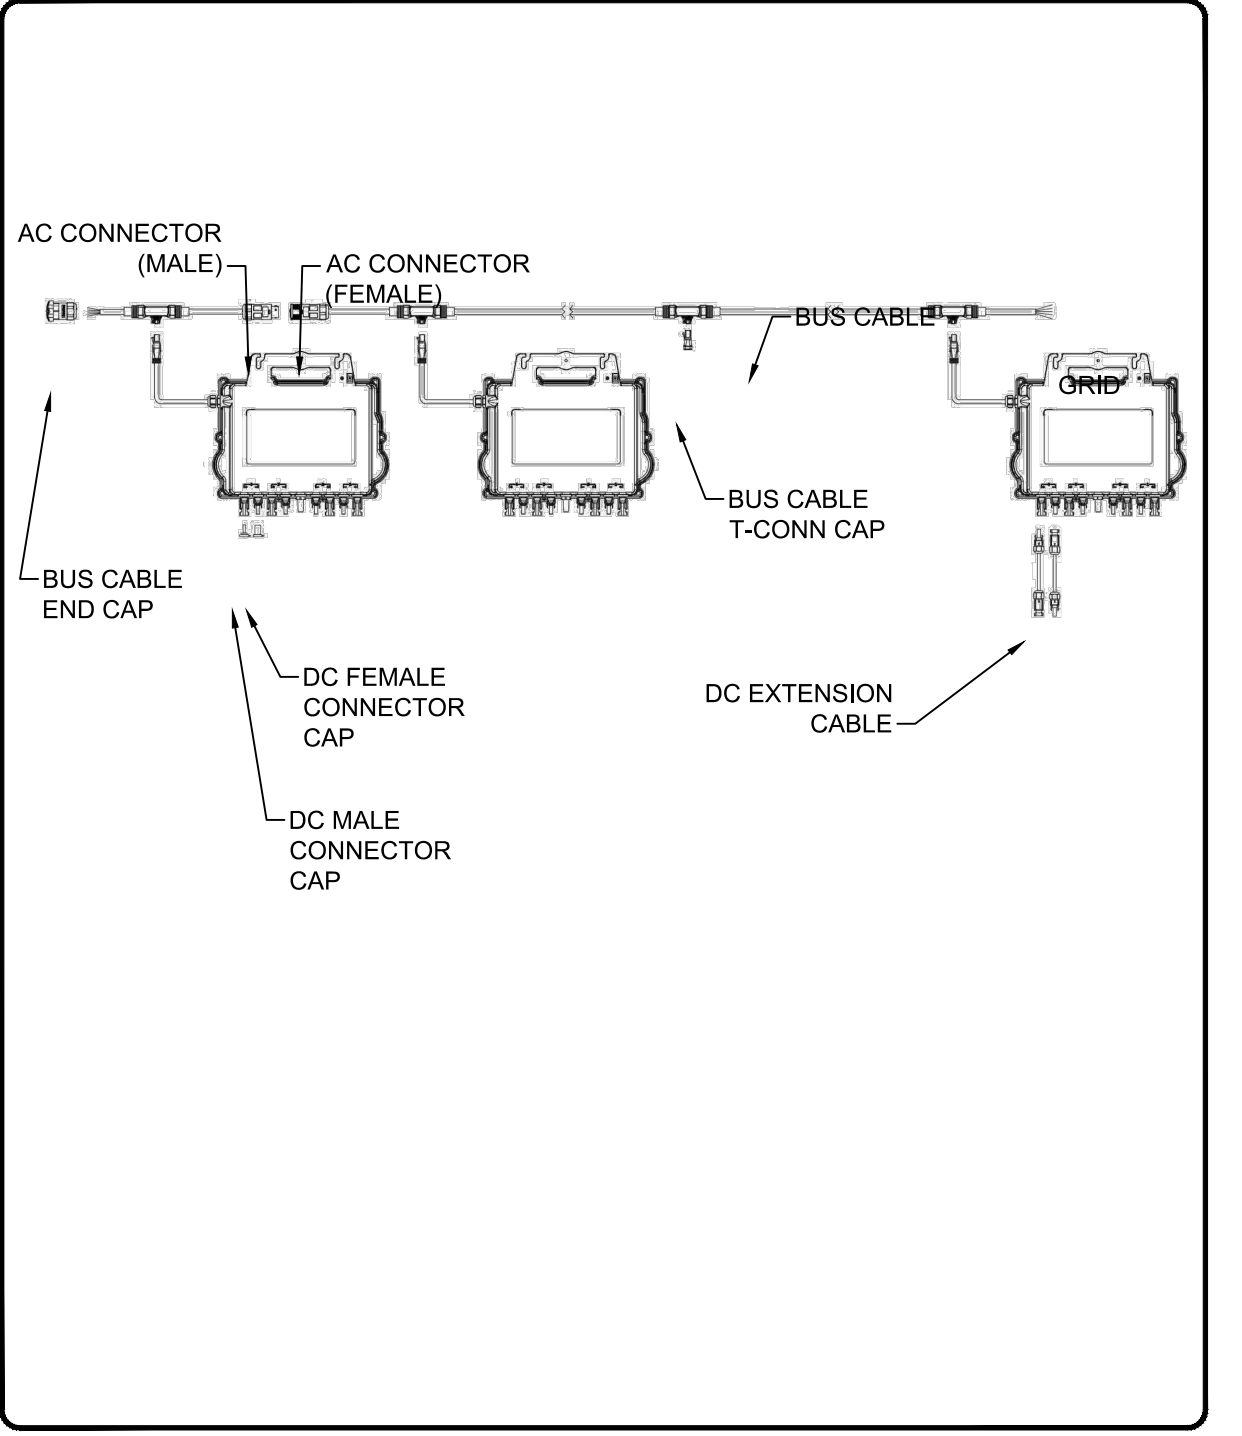 AC CONNECTOR
(MALE)
AC CONNECTOR
(FEMALE)
BUS CABLE
GRID
BUS CABLE
T-CONN CAP
BUS CABLE
END CAP
DC FEMALE
CONNECTOR
CAP
DC EXTENSION
CABLE
DC MALE
CONNECTOR
CAP